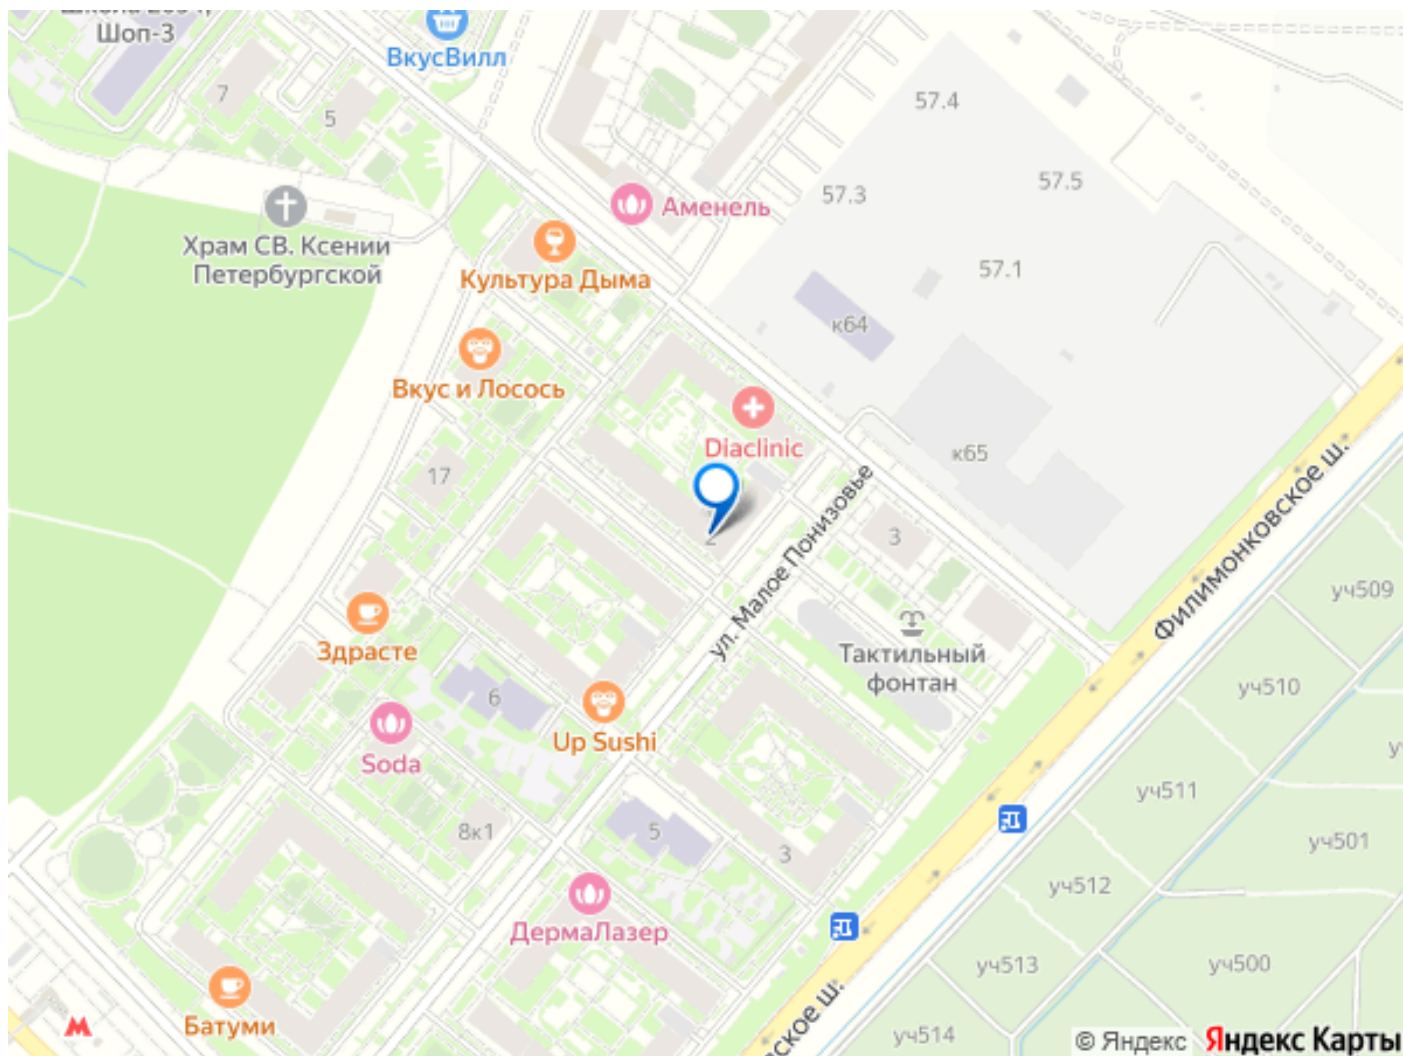 Шоп-3
ВкусВилл
7
5
57.4
57.5
57.3
Аменель
Храм СВ. Ксении
Петербургской
Культура Дыма
57.1
к64
Вкус и Лосось
Diaclinic
к65
17
2
3
ул. Малое Понизовье
Филимонковское ш.
уч509
Здрасте
Тактильный
фонтан
6
уч510
Up Sushi
Soda
уч511
8к1
5
3
уч501
уч512
ДермаЛазер
уч513
уч500
Батуми
ское ш.
уч514
© Яндекс
Яндекс Карты